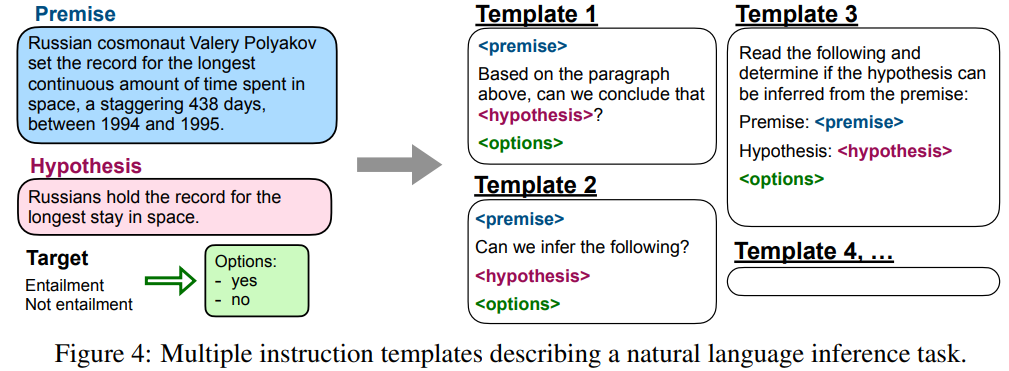 Premise
Russian cosmonaut Valery Polyakov
set the record for the longest
continuous amount of time spent in
space, a staggering 438 days,
between 1994 and 1995.
Hypothesis
Russians hold the record for the
longest stay in space.
Target
Entailment
Not entailment
Options:
- yes
- no
Template 1
<premise>
Based on the paragraph
above, can we conclude that
<hypothesis>?
<options>
Template 2
<premise>
Can we infer the following?
<hypothesis>
<options>
Template 3
Read the following and
determine if the hypothesis can
be inferred from the premise:
Premise: <premise>
Hypothesis: <hypothesis>
<options>
Template 4, …
Figure 4: Multiple instruction templates describing a natural language inference task.